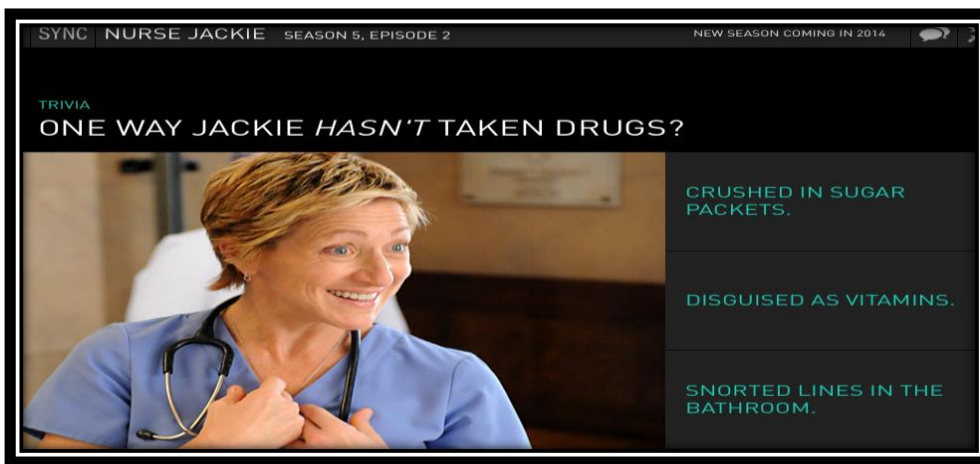 SYNC NURSE JACKIE SEASON 5, EPISODE 2 NEW SEASON COMING IN 2014
TRIVIA
ONE WAY JACKIE HASN'T TAKEN DRUGS?
CRUSHED IN SUGAR
PACKETS.
DISGUISED AS VITAMINS.
SNORTED LINES IN THE
BATHROOM.